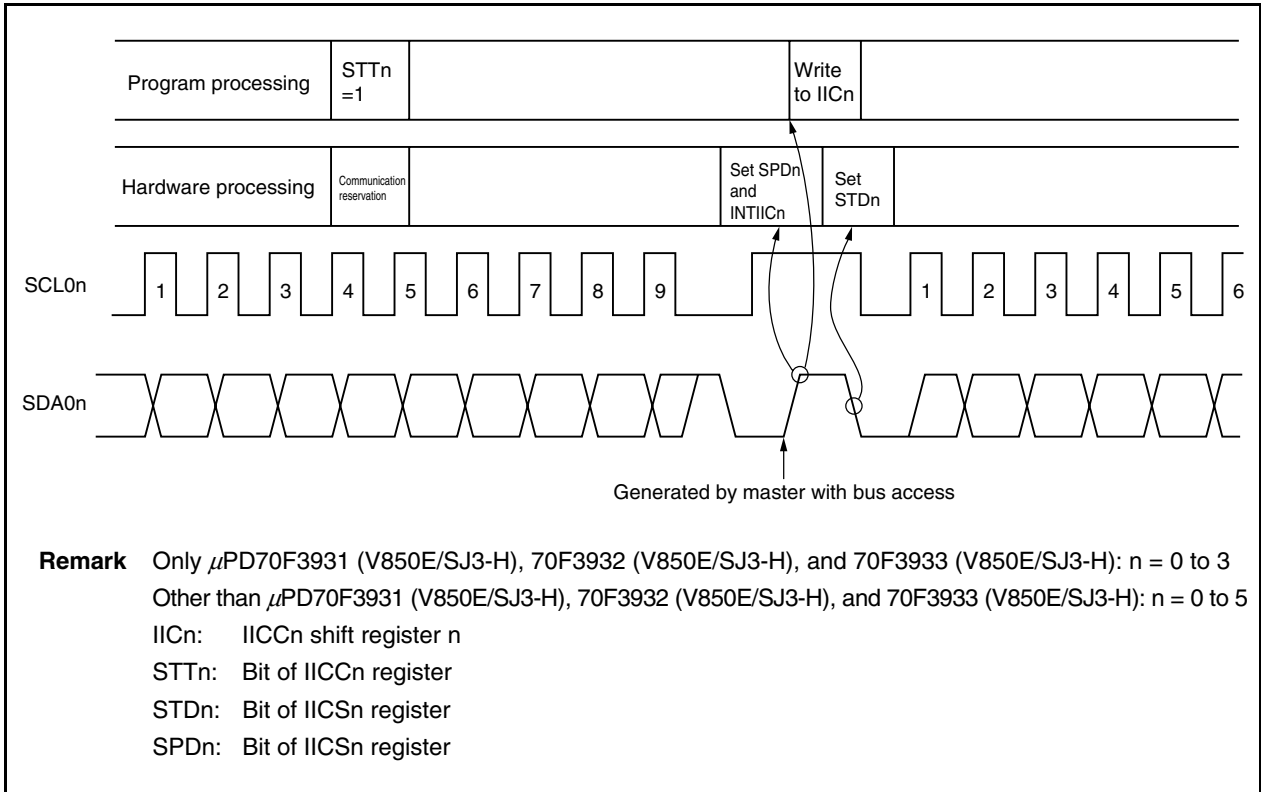 Program processing
STTn
=1
Write
to IICn
Hardware processing
Communication
reservation
Set SPDn
and
INTIICn
Set
STDn
SCL0n
1 2 3 4 5 6 7 8 9 1 2 3 4 5 6
SDA0n
Generated by master with bus access
Remark Only μPD70F3931 (V850E/SJ3-H), 70F3932 (V850E/SJ3-H), and 70F3933 (V850E/SJ3-H): n = 0 to 3
Other than μPD70F3931 (V850E/SJ3-H), 70F3932 (V850E/SJ3-H), and 70F3933 (V850E/SJ3-H): n = 0 to 5
IICn: IICCn shift register n
STTn: Bit of IICCn register
STDn: Bit of IICSn register
SPDn: Bit of IICSn register